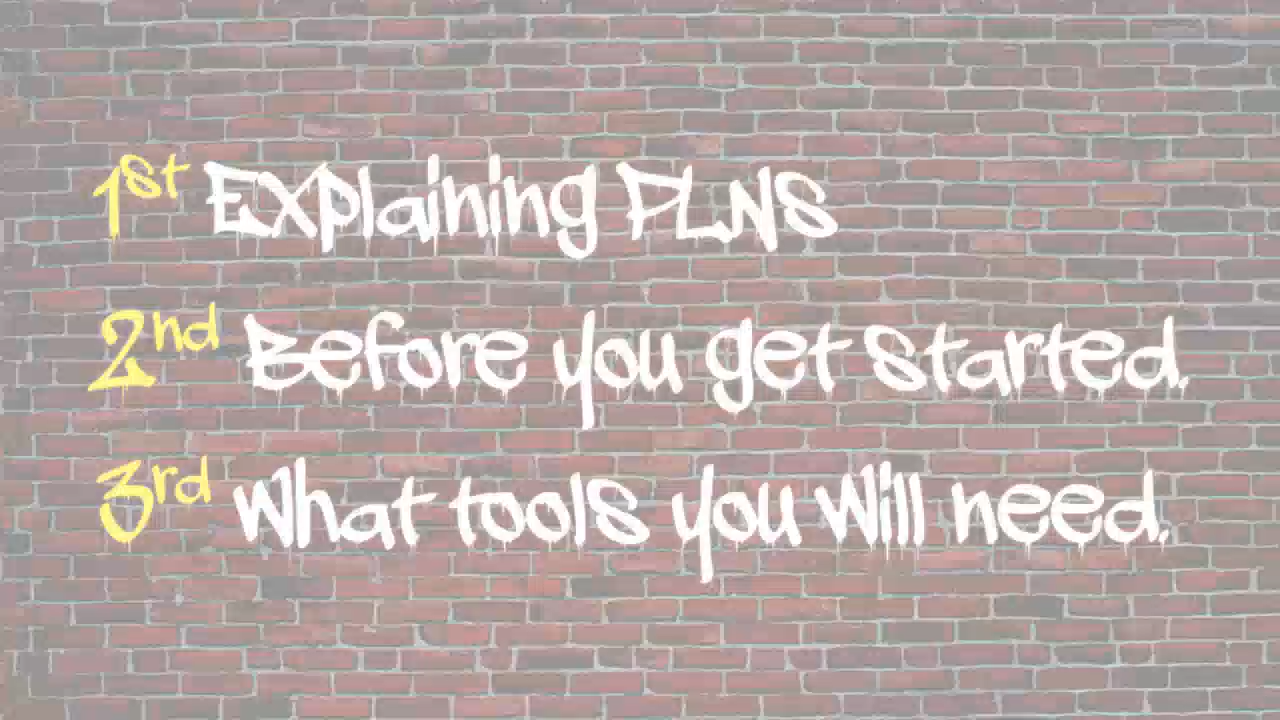 1st Explaining PLNS
2nd Before you get started.
3rd What tools you will need.